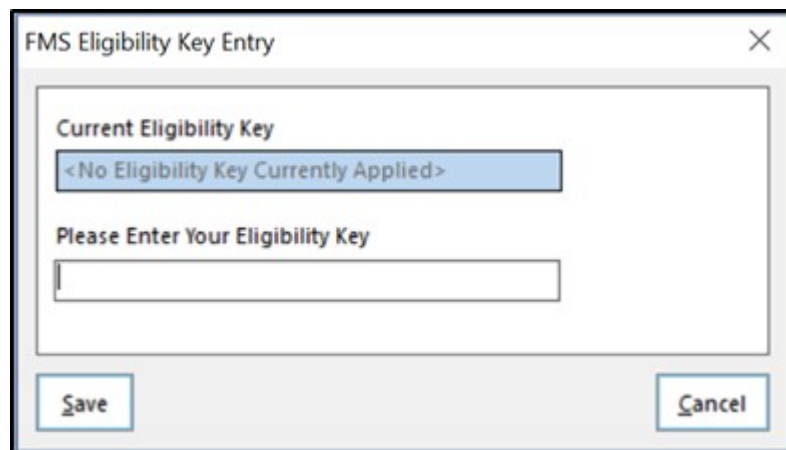 FMS Eligibility Key Entry
Current Eligibility Key
<No Eligibility Key Currently Applied>
Please Enter Your Eligibility Key
Save
Cancel